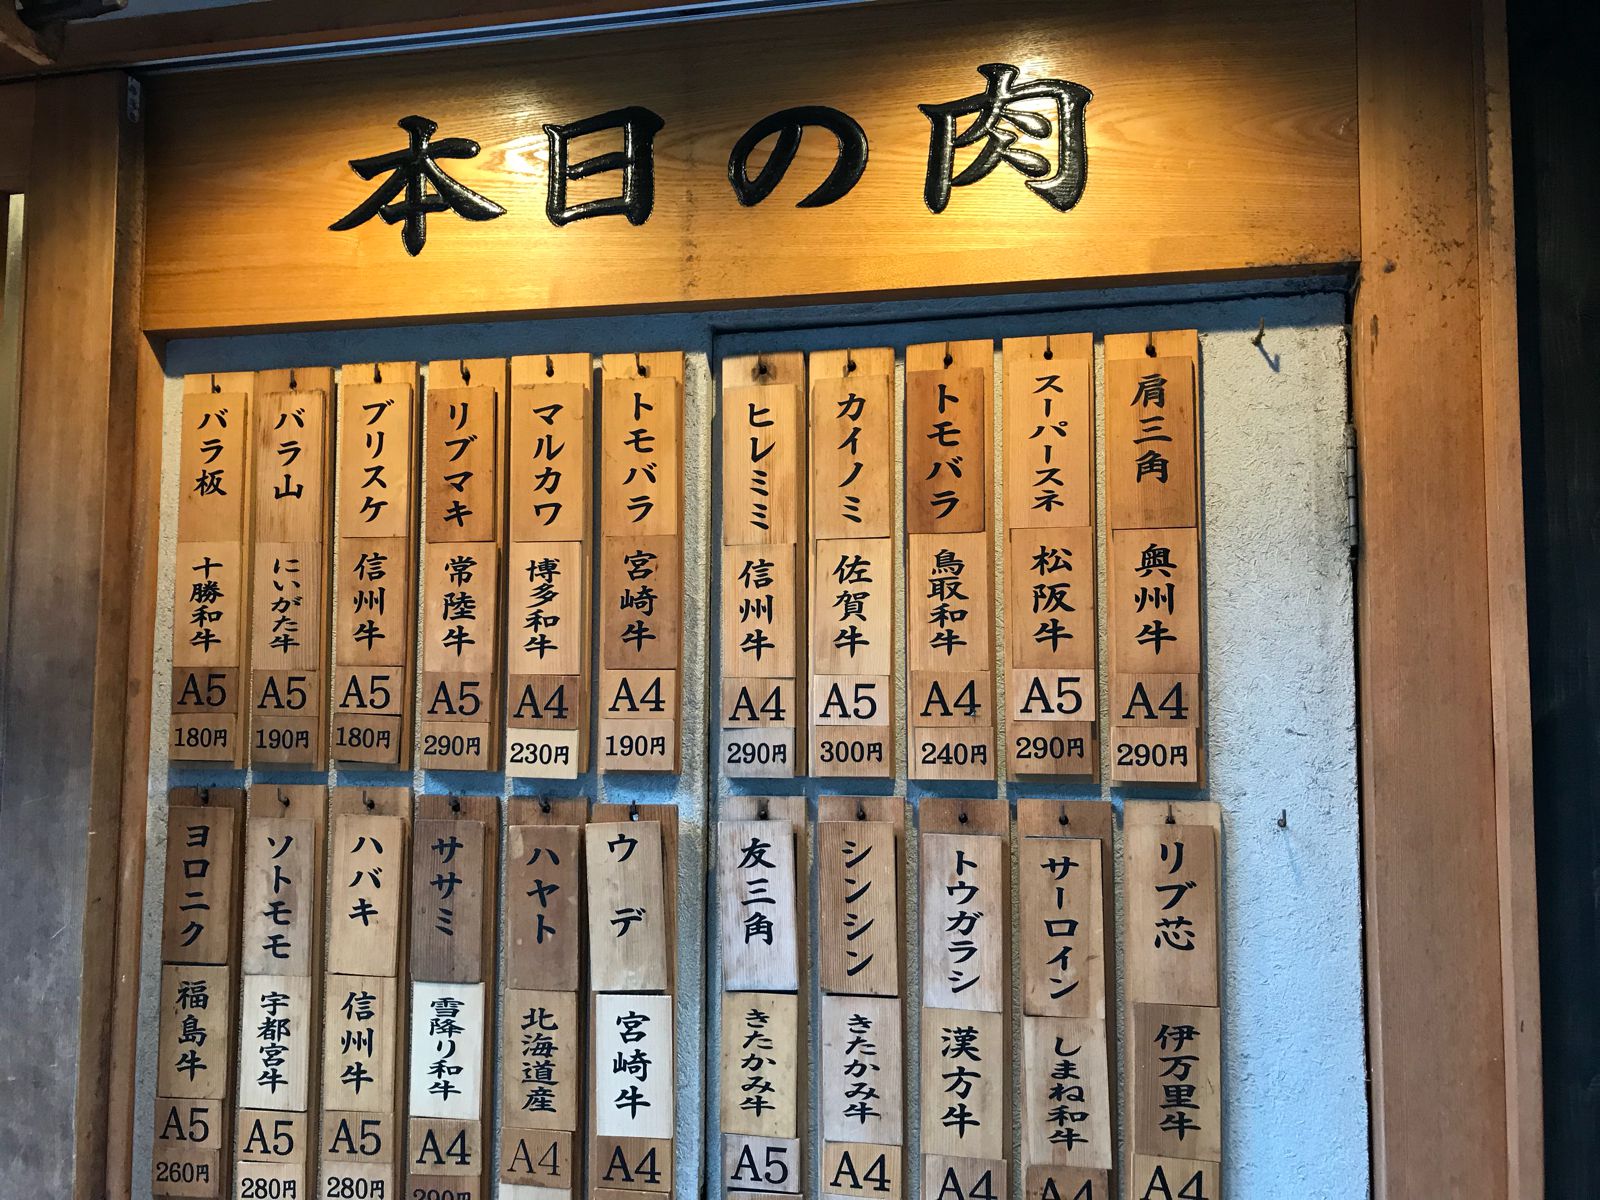 本日の肉
バラ板
十勝和牛
A5
180円
バラ山
にいがた牛
A5
190円
ブリスケ
信州牛
A5
180円
リブマキ
常陸牛
A5
290円
マルカワ
博多和牛
A4
230円
トモバラ
宮崎牛
A4
190円
ヒレミミ
信州牛
A4
290円
カイノミ
佐賀牛
A5
300円
トモバラ
鳥取和牛
A4
240円
スーパースネ
松阪牛
A5
290円
肩三角
奥州牛
A4
290円
ヨロニク
福島牛
A5
260円
ソトモモ
宇都宮牛
A5
280円
ハバキ
信州牛
A5
280円
ササミ
雪降り和牛
A4
290円
ハヤト
北海道産
A4
ウデ
宮崎牛
A4
友三角
きたかみ牛
A5
シンシン
きたかみ牛
A4
トウガラシ
漢方牛
A4
サーロイン
しまね和牛
A4
リブ芯
伊万里牛
A4